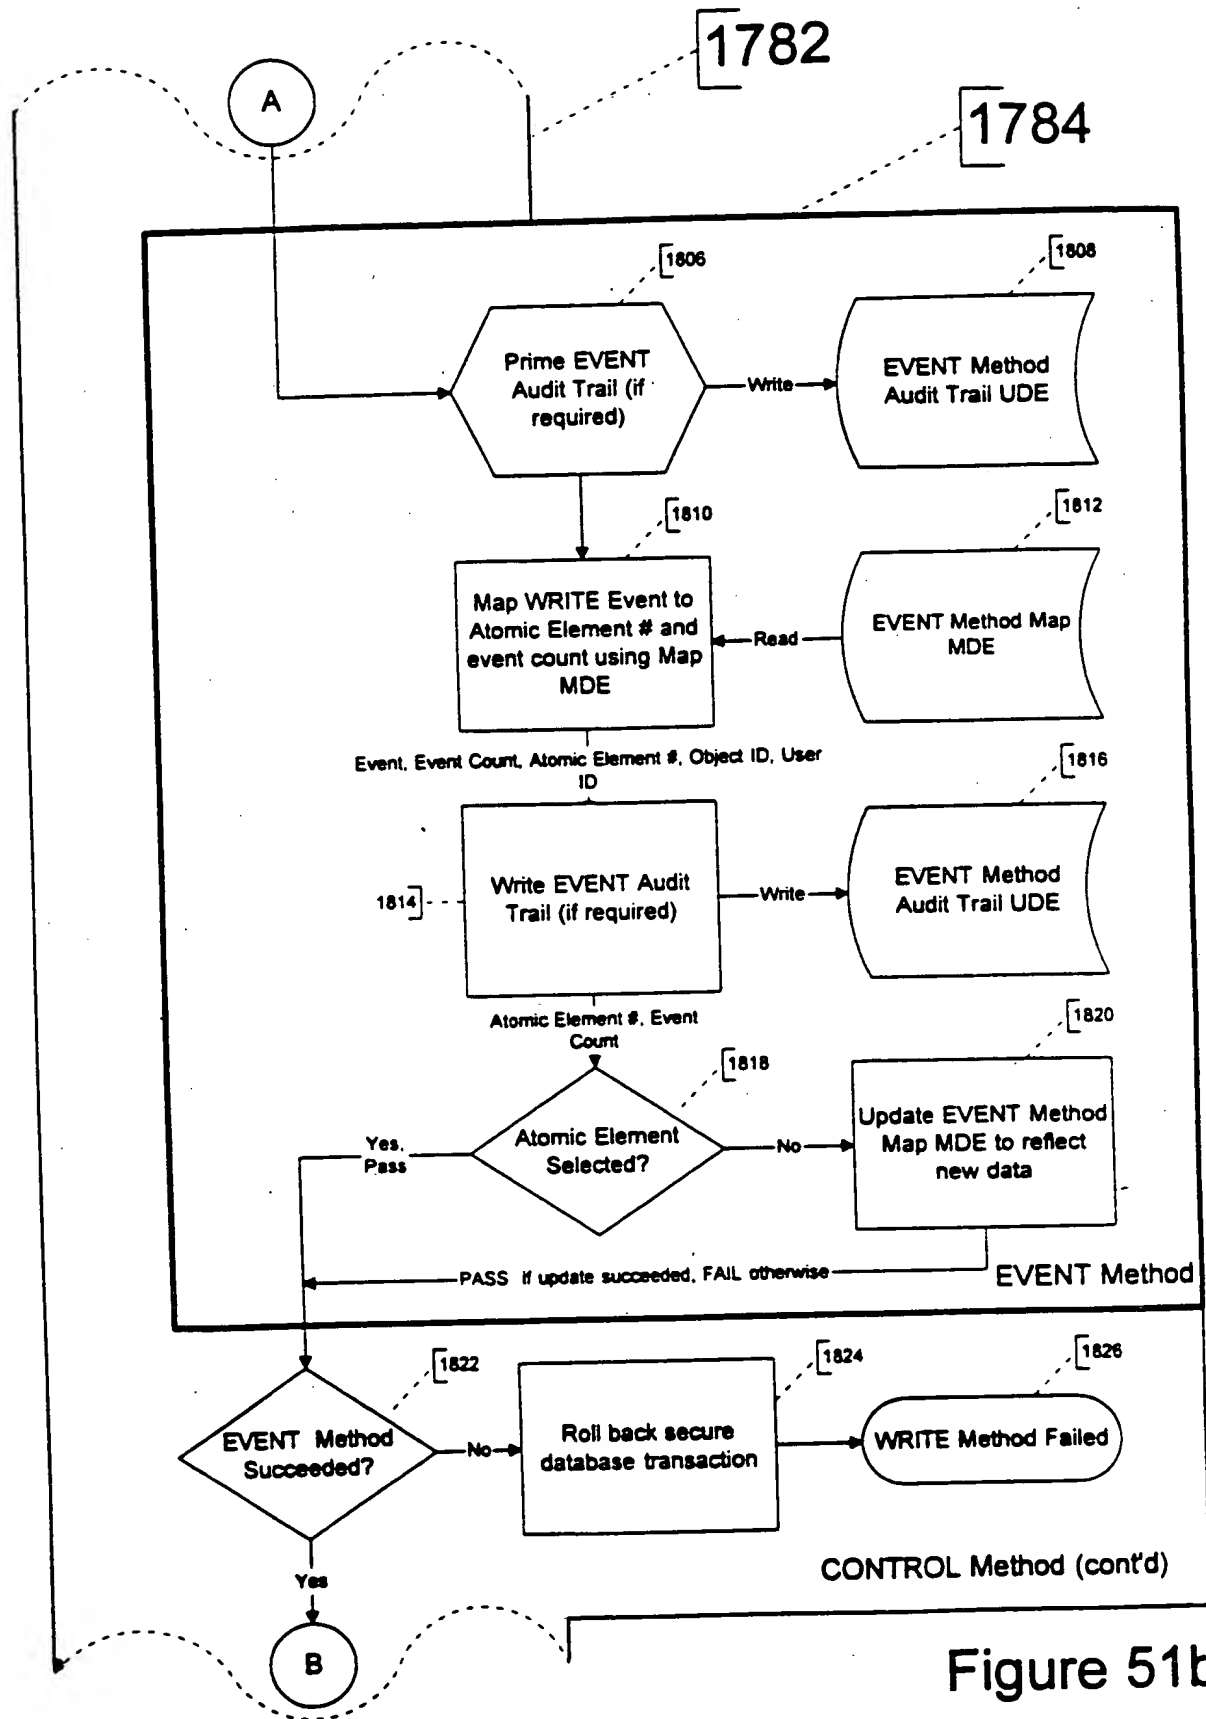 1782
A
1784
1806
1808
Prime EVENT
Audit Trail (if
required)
Write
EVENT Method
Audit Trail UDE
1810
1812
Map WRITE Event to
Atomic Element # and
event count using Map
MDE
Read
EVENT Method Map
MDE
Event, Event Count, Atomic Element #, Object ID, User
ID
1816
1814
Write EVENT Audit
Trail (if required)
Write
EVENT Method
Audit Trail UDE
Atomic Element #, Event
Count
1820
1818
Yes,
Pass
Atomic Element
Selected?
No
Update EVENT Method
Map MDE to reflect
new data
PASS if update succeeded, FAIL otherwise
EVENT Method
1822
1824
1826
EVENT Method
Succeeded?
No
Roll back secure
database transaction
WRITE Method Failed
Yes
CONTROL Method (cont'd)
B
Figure 51b